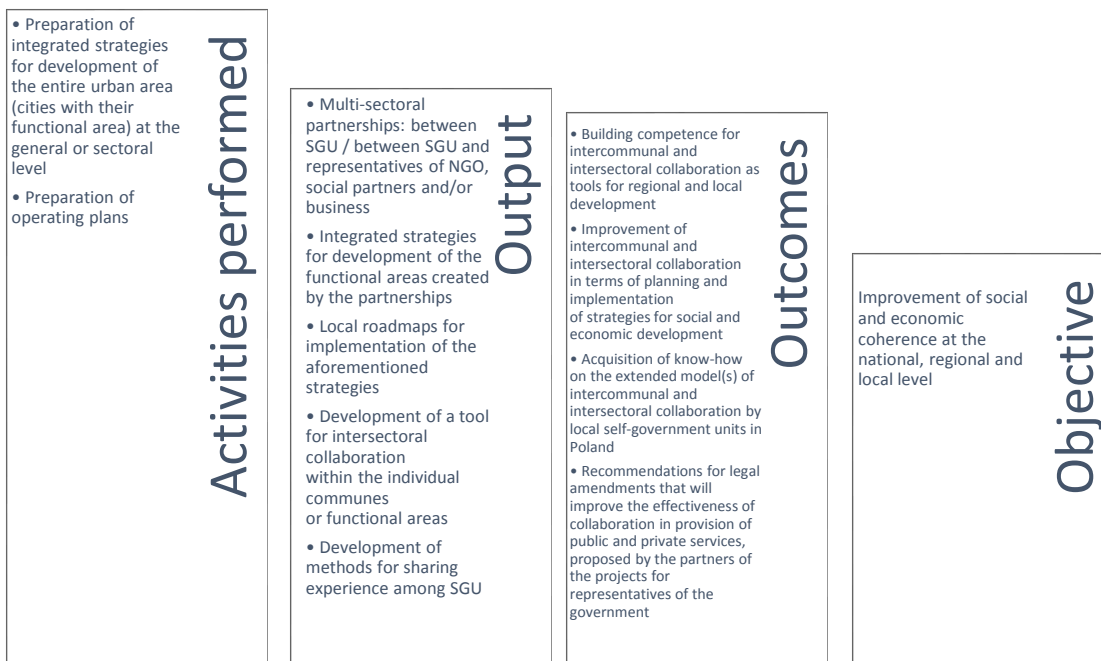 • Preparation of
integrated strategies
for development of
the entire urban area
(cities with their
functional area) at the
general or sectoral
level
• Preparation of
operating plans
Activities performed
• Multi-sectoral
partnerships: between
SGU / between SGU and
representatives of NGO,
social partners and/or
business
• Integrated strategies
for development of the
functional areas created
by the partnerships
• Local roadmaps for
implementation of the
aforementioned
strategies
• Development of a tool
for intersectoral
collaboration
within the individual
communes
or functional areas
• Development of
methods for sharing
experience among SGU
Output
• Building competence for
intercommunal and
intersectoral collaboration as
tools for regional and local
development
• Improvement of
intercommunal and
intersectoral collaboration
in terms of planning and
implementation
of strategies for social and
economic development
• Acquisition of know-how
on the extended model(s) of
intercommunal and
intersectoral collaboration by
local self-government units in
Poland
• Recommendations for legal
amendments that will
improve the effectiveness of
collaboration in provision of
public and private services,
proposed by the partners of
the projects for
representatives of the
government
Outcomes
Improvement of social
and economic
coherence at the
national, regional and
local level
Objective